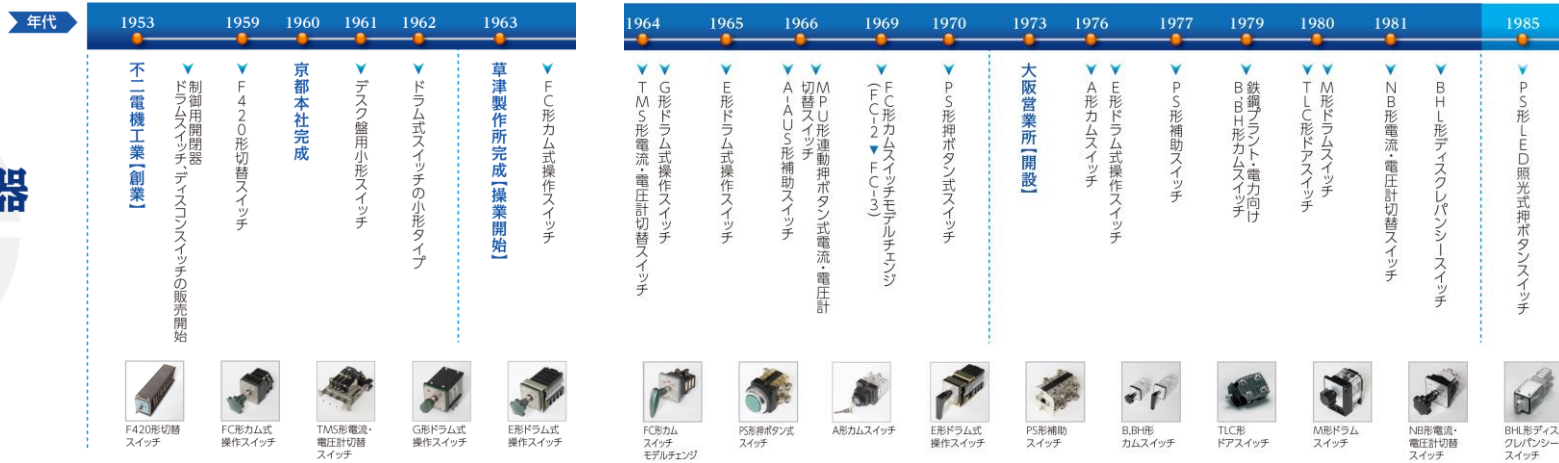 年代
1953
1959
1960
1961
1962
1963
1964
1965
1966
1969
1970
1973
1976
1977
1979
1980
1981
1985
器
不二電機工業【創業】
制御用開閉器
ドラムスイッチ、ディスコンスイッチの販売開始
F420形切替スイッチ
京都本社完成
デスク盤用小形スイッチ
ドラム式スイッチの小形タイプ
草津製作所完成【操業開始】
FC形カム式操作スイッチ
G形ドラム式操作スイッチ
TMS形電流・電圧計切替スイッチ
E形ドラム式操作スイッチ
MPU形連動押ボタン式電流・電圧計
切替スイッチ
A-AUS形補助スイッチ
FC形カムスイッチモデルチェンジ
(FC-2▼FC-3)
PS形押ボタン式スイッチ
大阪営業所【開設】
E形ドラム式操作スイッチ
A形カムスイッチ
PS形補助スイッチ
鉄鋼プラント・電力向け
B・BH形カムスイッチ
M形ドラムスイッチ
TLC形ドアスイッチ
NB形電流・電圧計切替スイッチ
BHL形ディスクレパンシースイッチ
PS形LED照光式押ボタンスイッチ
F420形切替
スイッチ
FC形カム式
操作スイッチ
TMS形電流・
電圧計切替
スイッチ
G形ドラム式
操作スイッチ
E形ドラム式
操作スイッチ
FC形カム
スイッチ
モデルチェンジ
PS形押ボタン式
スイッチ
A形カムスイッチ
E形ドラム式
操作スイッチ
PS形補助
スイッチ
B,BH形
カムスイッチ
TLC形
ドアスイッチ
M形ドラム
スイッチ
NB形電流・
電圧計切替
スイッチ
BHL形ディス
クレパンシー
スイッチ